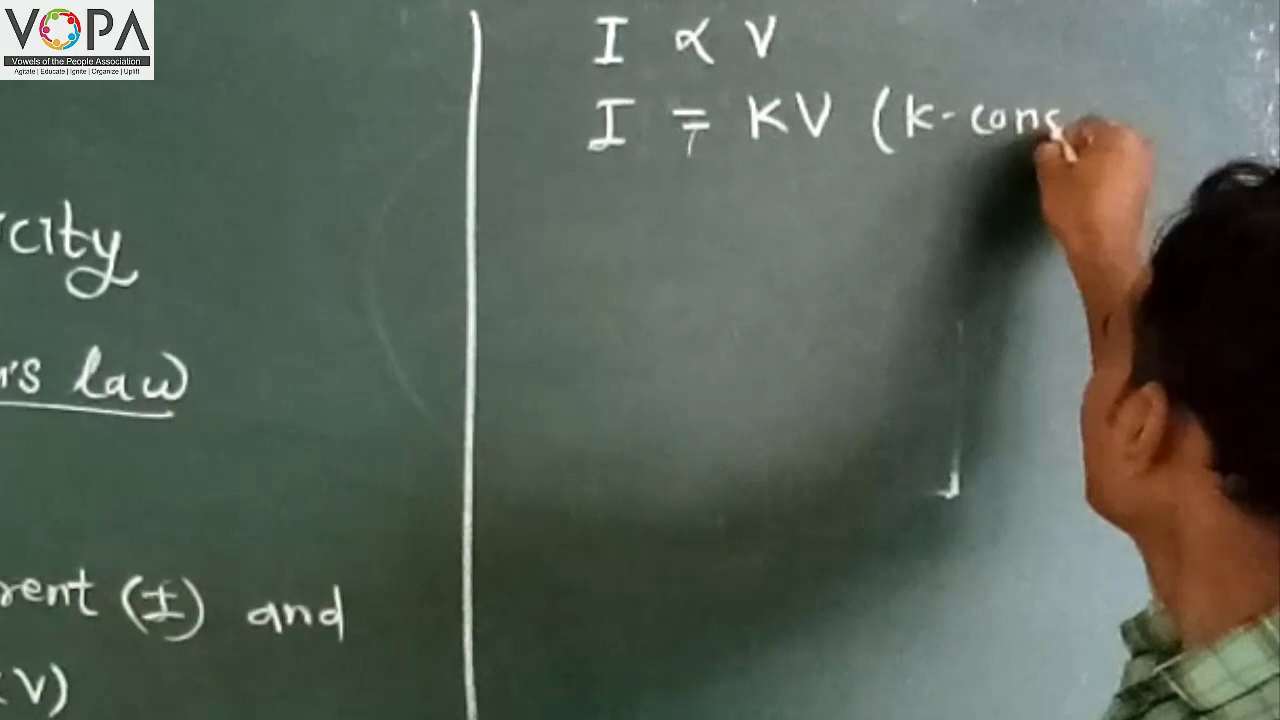 VOPA
Vowels of the People Association
Agitate | Educate | Ignite | Organize | Uplift
I ∝ V
I = KV (K-cons
city
's law
rent (I) and
(V)